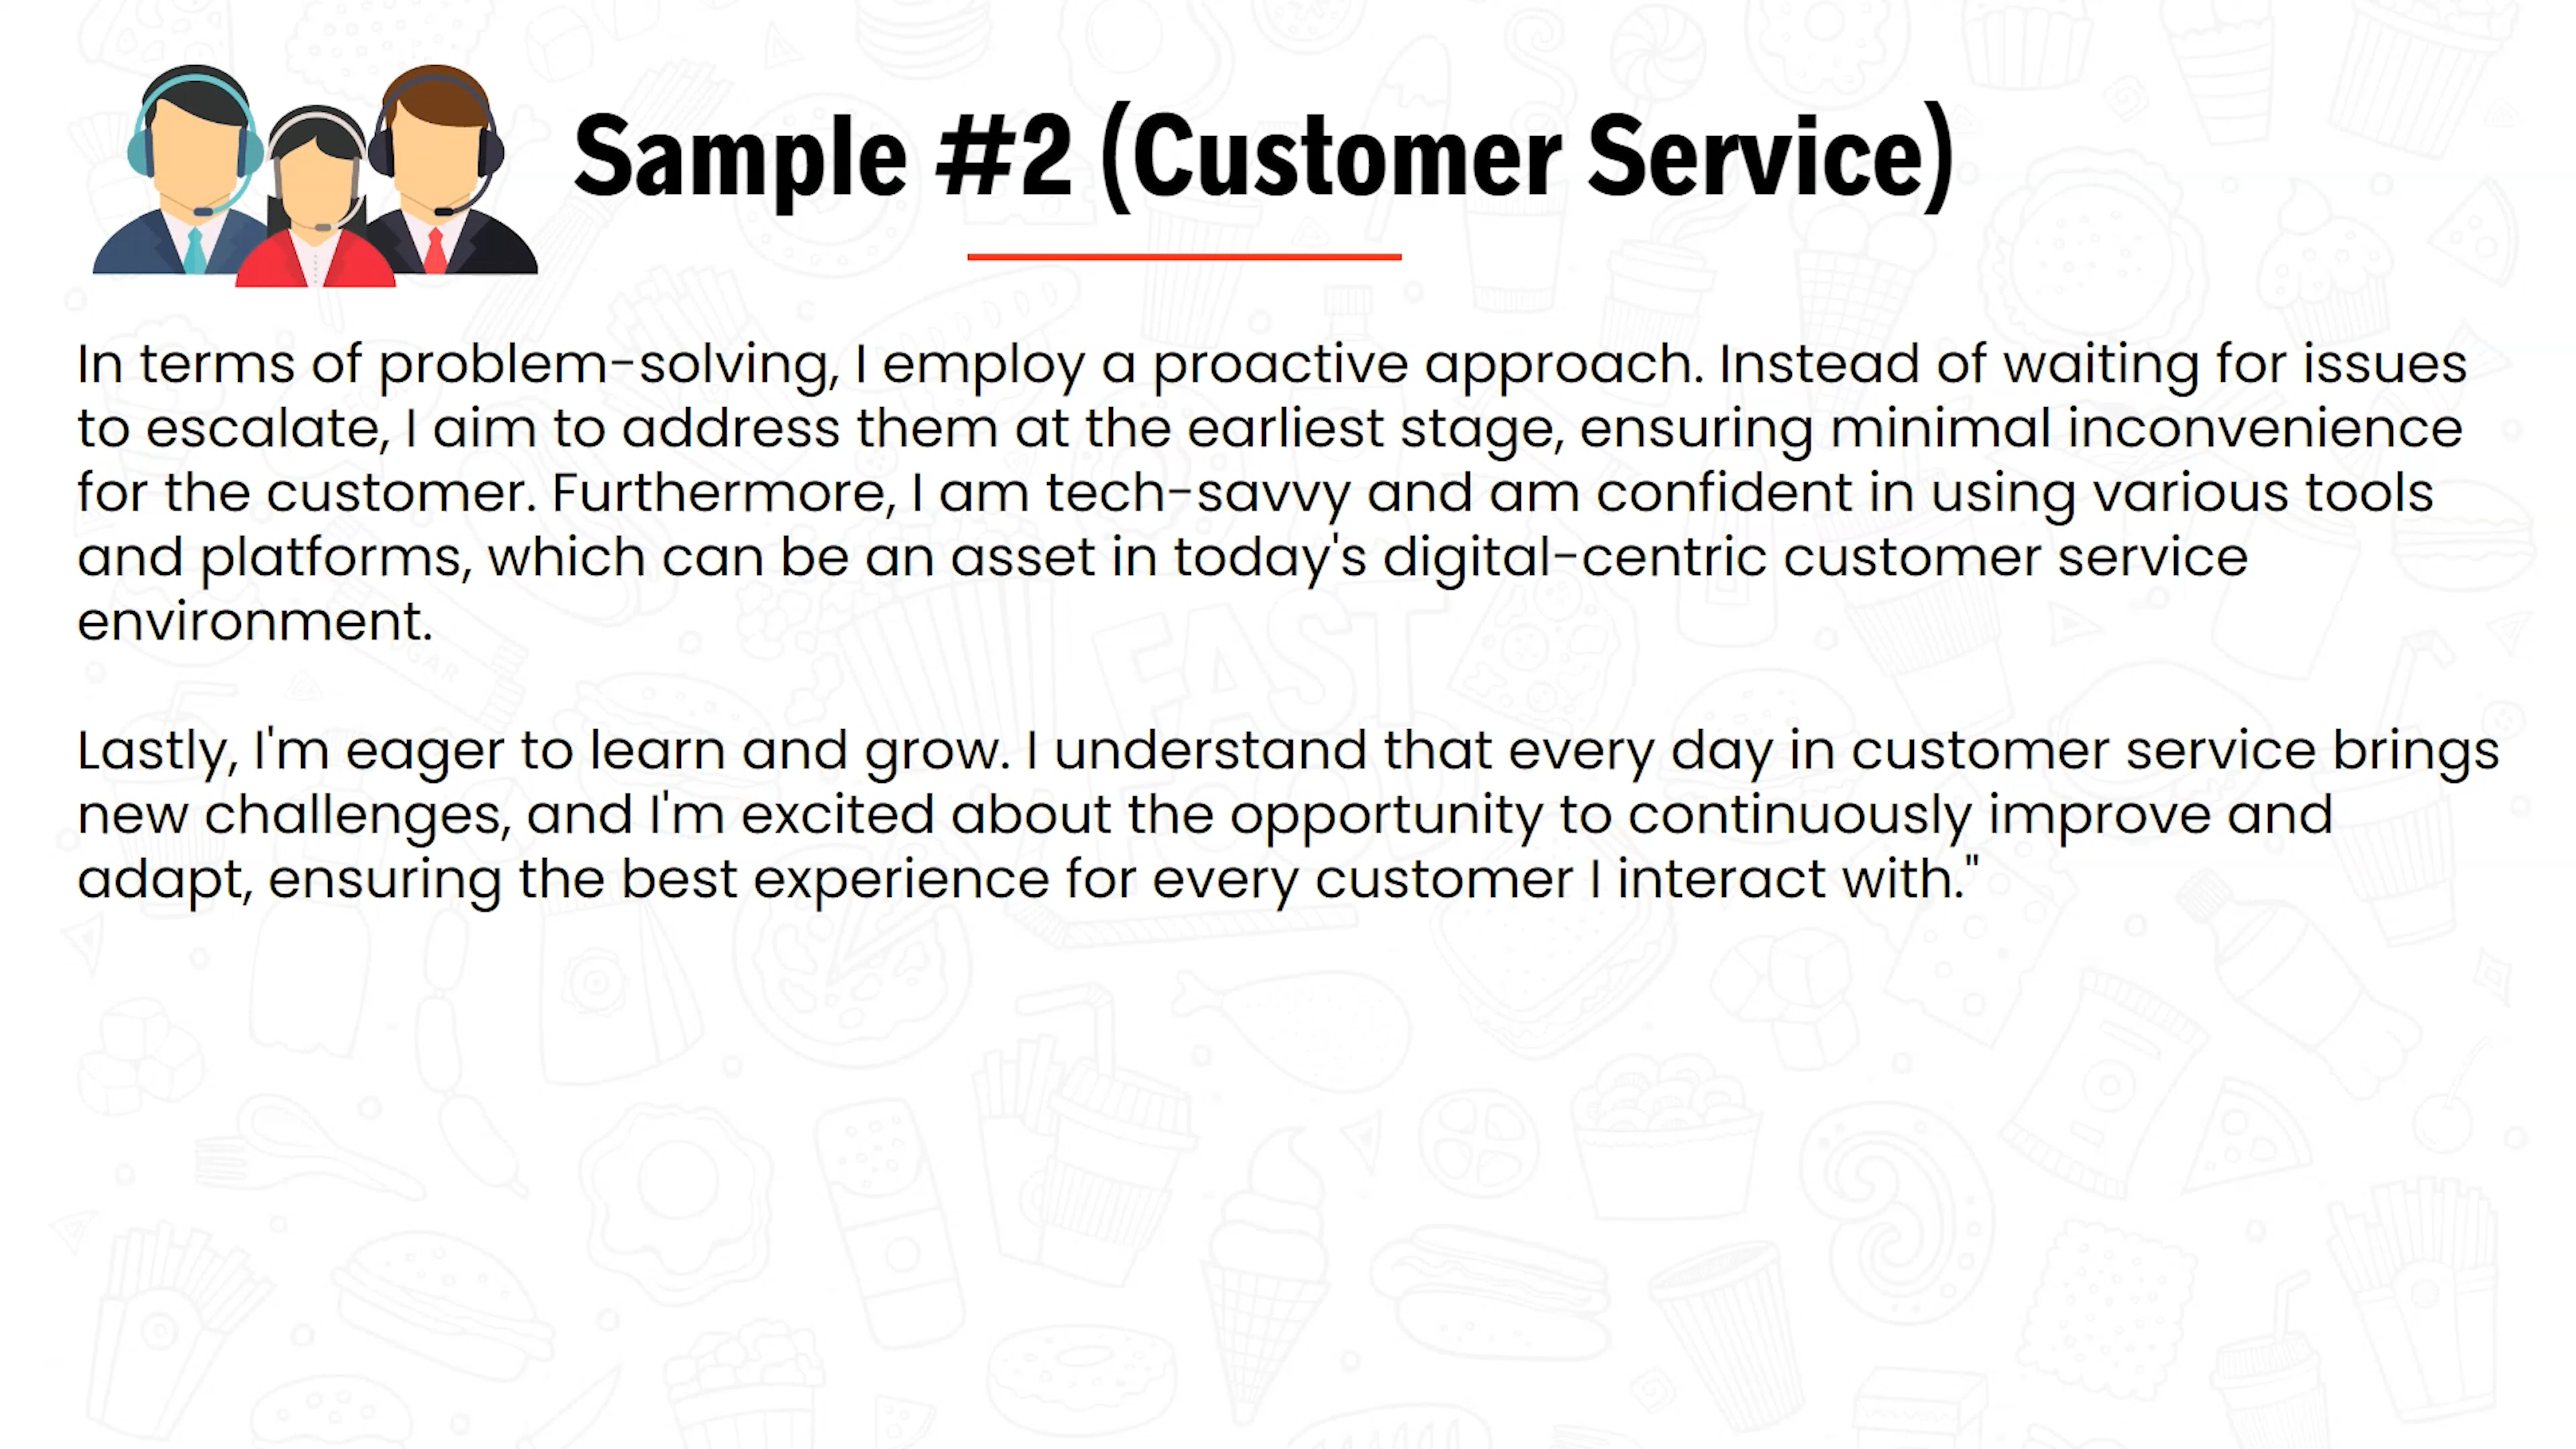 Sample #2 (Customer Service)
In terms of problem-solving, I employ a proactive approach. Instead of waiting for issues
to escalate, I aim to address them at the earliest stage, ensuring minimal inconvenience
for the customer. Furthermore, I am tech-savvy and am confident in using various tools
and platforms, which can be an asset in today's digital-centric customer service
environment.
Lastly, I'm eager to learn and grow. I understand that every day in customer service brings
new challenges, and I'm excited about the opportunity to continuously improve and
adapt, ensuring the best experience for every customer I interact with."
FAST